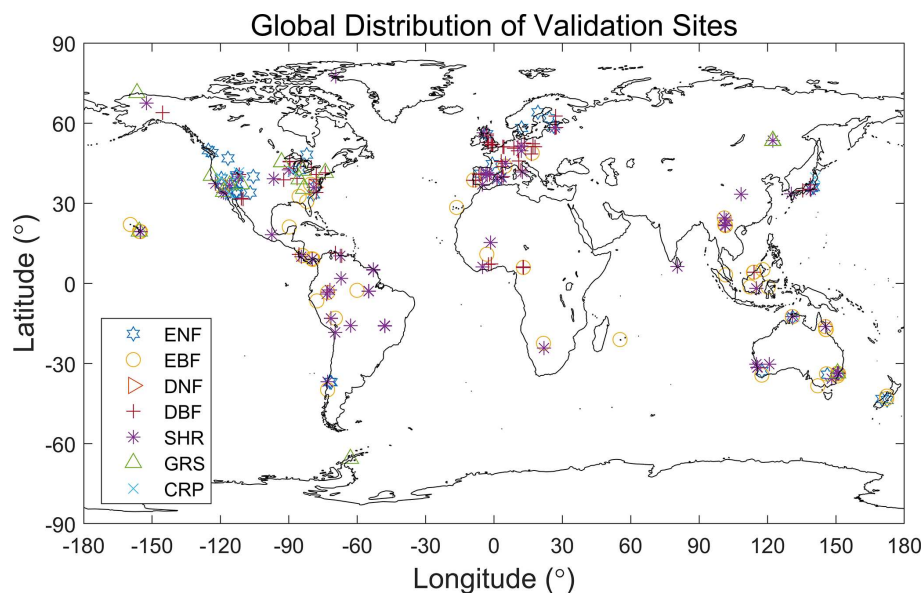 Global Distribution of Validation Sites
90
60
30
0
-30
-60
-90
Latitude (°)
ENF
EBF
DNF
DBF
SHR
GRS
CRP
-180 -150 -120 -90 -60 -30 0 30 60 90 120 150 180
Longitude (°)